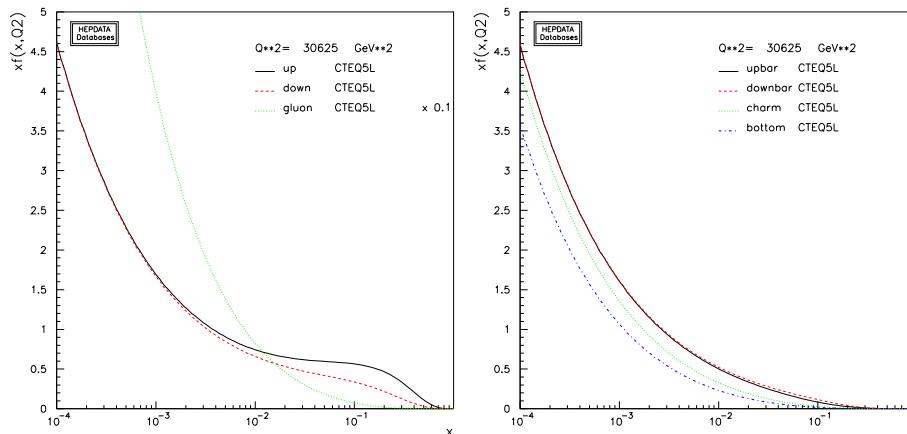 xf(x,Q2)
HEPDATA
Databases
Q**2= 30625 GeV**2
up CTEQ5L
down CTEQ5L
gluon CTEQ5L x 0.1
5
4.5
4
3.5
3
2.5
2
1.5
1
0.5
0
10−4 10−3 10−2 10−1
x
xf(x,Q2)
HEPDATA
Databases
Q**2= 30625 GeV**2
upbar CTEQ5L
downbar CTEQ5L
charm CTEQ5L
bottom CTEQ5L
5
4.5
4
3.5
3
2.5
2
1.5
1
0.5
0
10−4 10−3 10−2 10−1
x